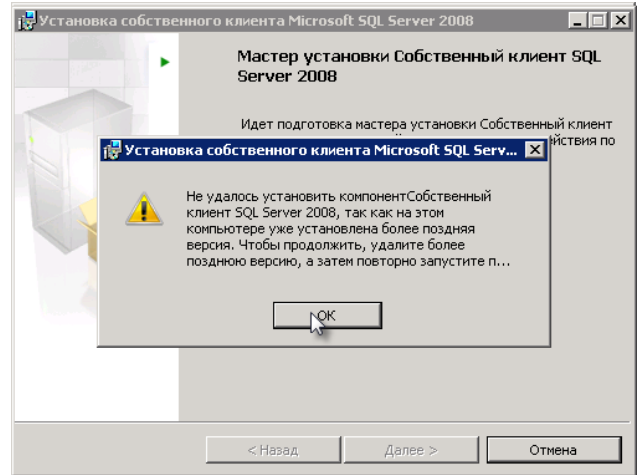 Установка собственного клиента Microsoft SQL Server 2008
Мастер установки Собственный клиент SQL
Server 2008
Идет подготовка мастера установки Собственный клиент
йствия по
Установка собственного клиента Microsoft SQL Serv...
Не удалось установить компонентСобственный
клиент SQL Server 2008, так как на этом
компьютере уже установлена более поздняя
версия. Чтобы продолжить, удалите более
позднюю версию, а затем повторно запустите п...
OK
< Назад
Далее >
Отмена